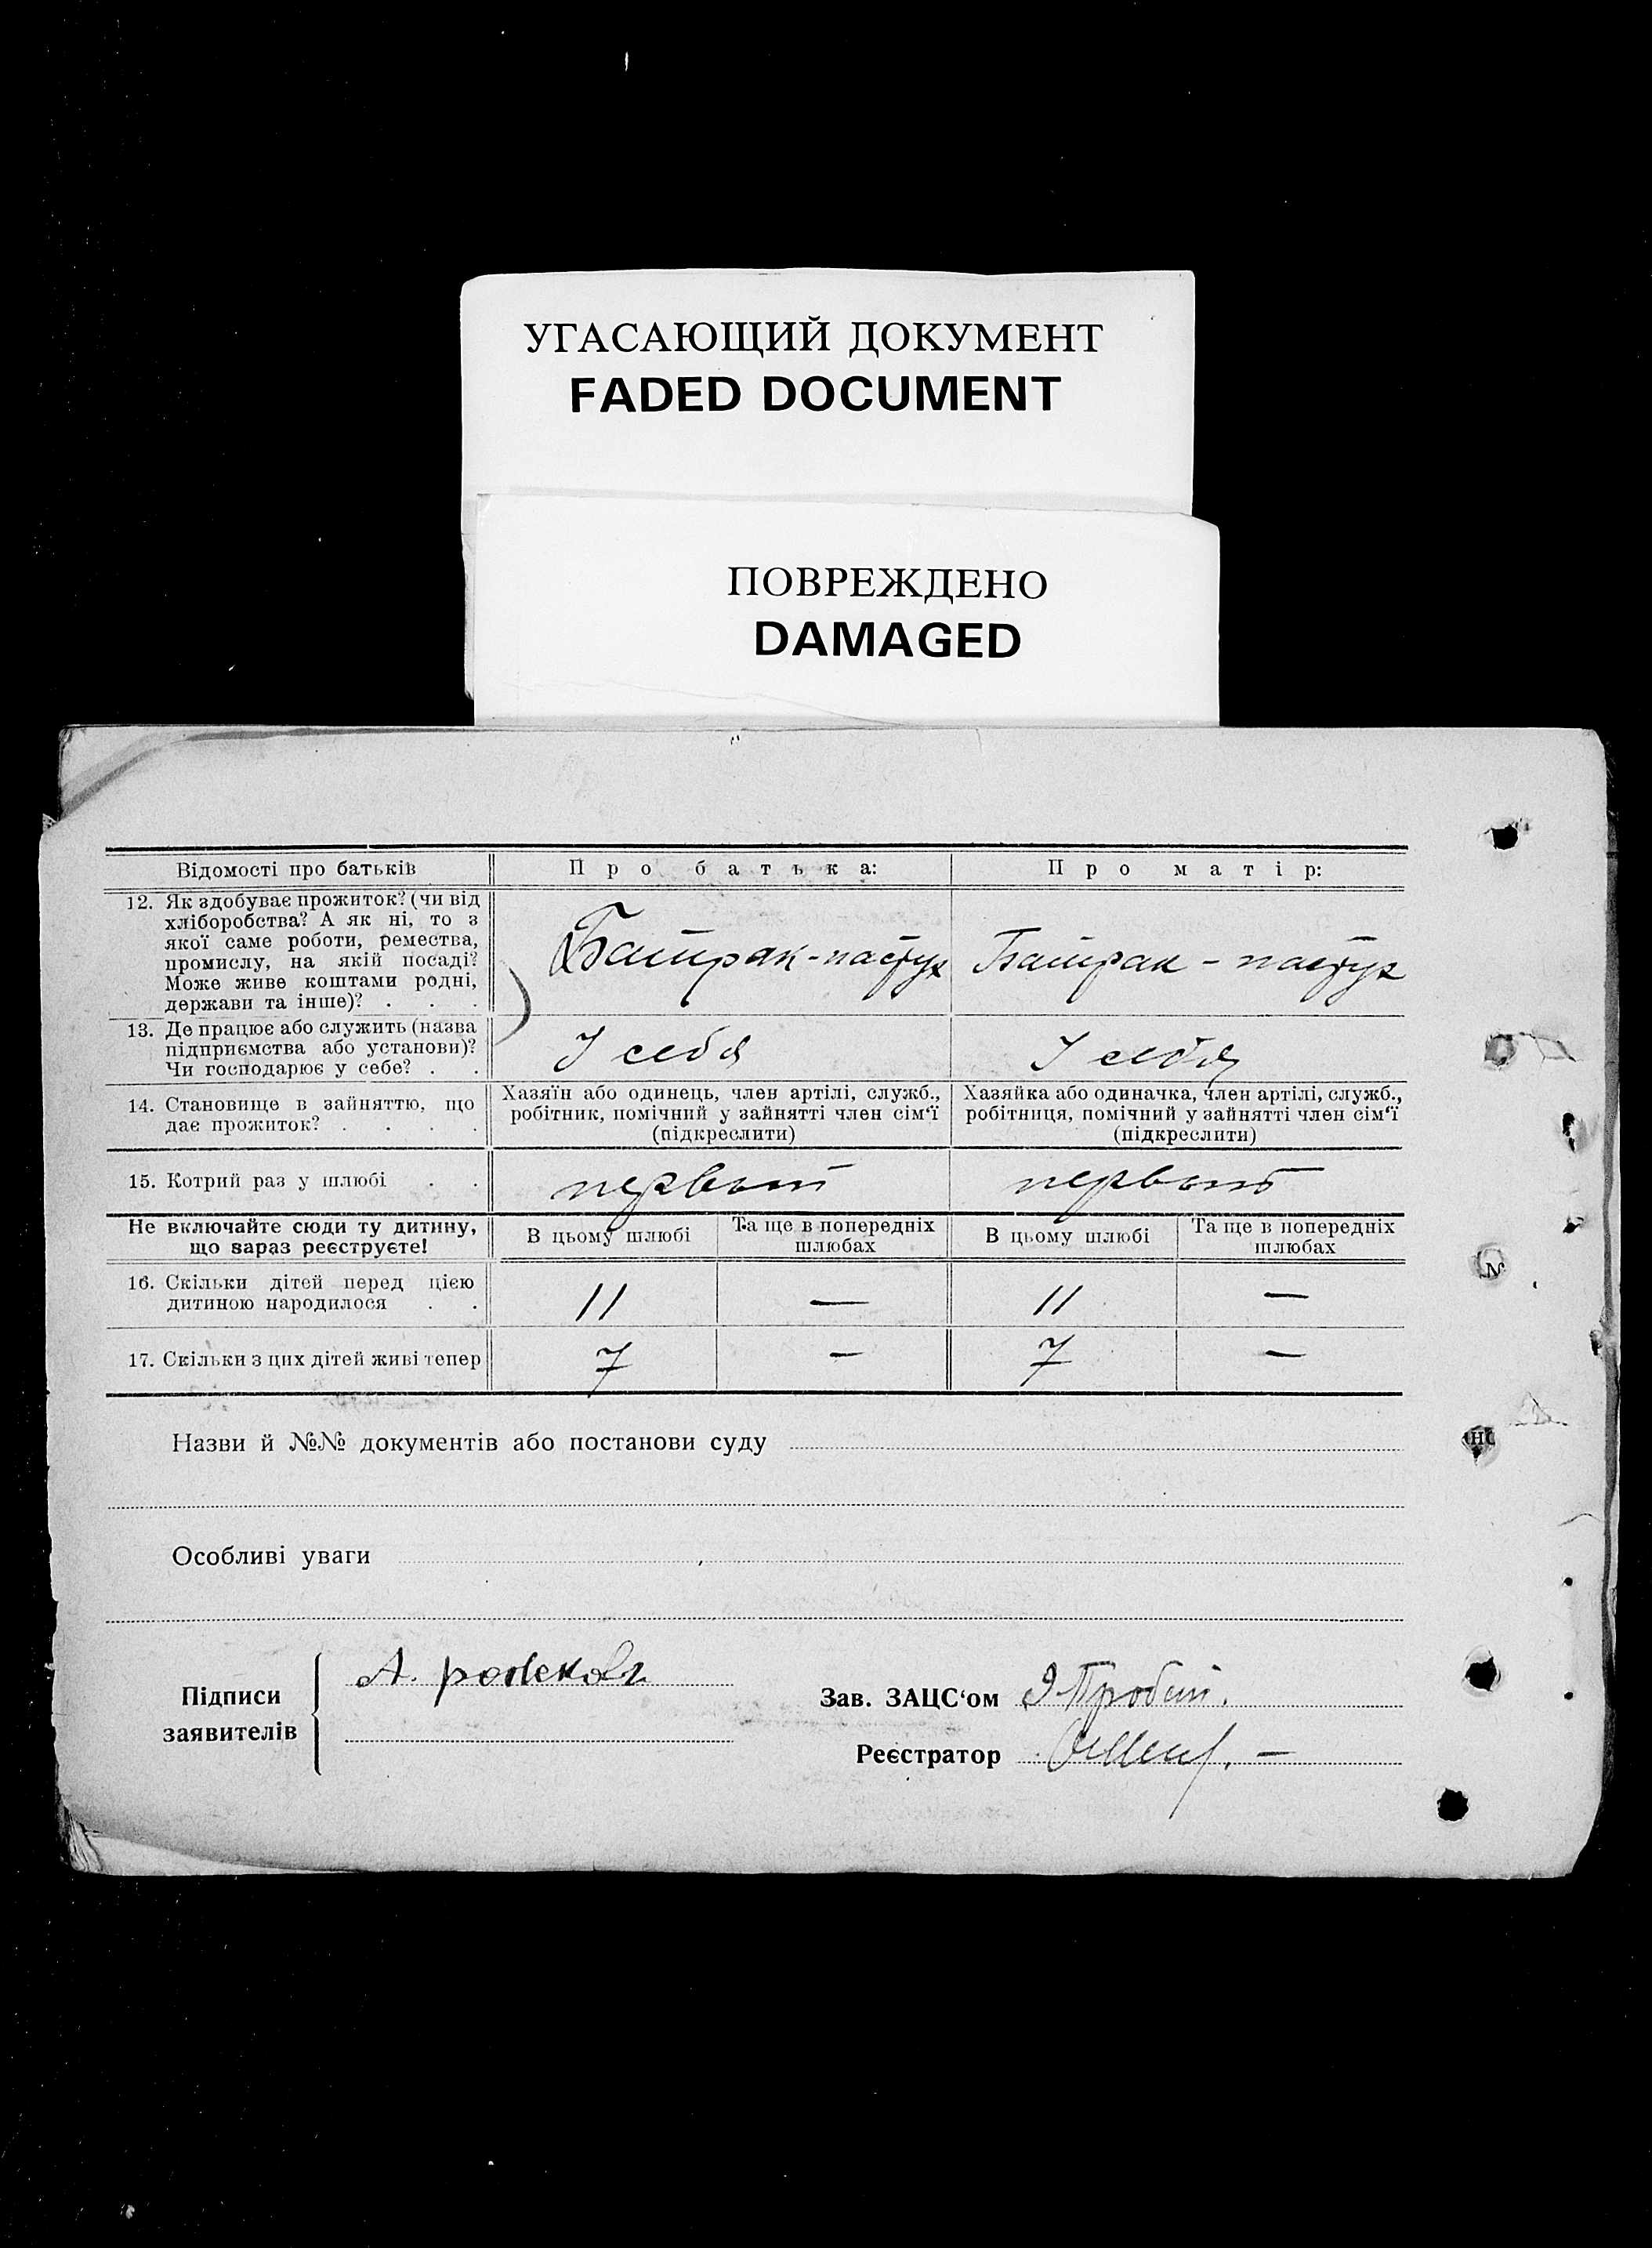 УГАСАЮЩИЙ ДОКУМЕНТ
FADED DOCUMENT
ПОВРЕЖДЕНО
DAMAGED
Відомості про батьків Про батька: Про матір:
12. Як здобуває прожиток? (чи від
хліборобства? А як ні, то з
якої саме роботи, ремества,
промислу, на якій посаді?
Може живе коштами родні,
держави та інше)? . . .
Батрак-пастух Батрак - пастух
13. Де працює або служить (назва
підприємства або установи)?
Чи господарює у себе? . .
У себя У себя
14. Становище в зайняттю, що
дає прожиток? . . . .
Хазяїн або одинець, член артілі, служб.,
робітник, помічний у зайнятті член сім'ї
(підкреслити)
Хазяйка або одиначка, член артілі, служб.,
робітниця, помічний у зайнятті член сім'ї
(підкреслити)
15. Котрий раз у шлюбі . . первый первый
Не включайте сюди ту дитину,
що зараз реєструєте!
В цьому шлюбі
Та ще в попередніх
шлюбах
В цьому шлюбі
Та ще в попередніх
шлюбах
16. Скільки дітей перед цією
дитиною народилося . .
11 — 11 —
17. Скільки з цих дітей живі тепер 7 — 7 —
Назви й №№ документів або постанови суду
Особливі уваги
Підписи
заявителів
А.
Зав. ЗАЦС'ом
Реєстратор